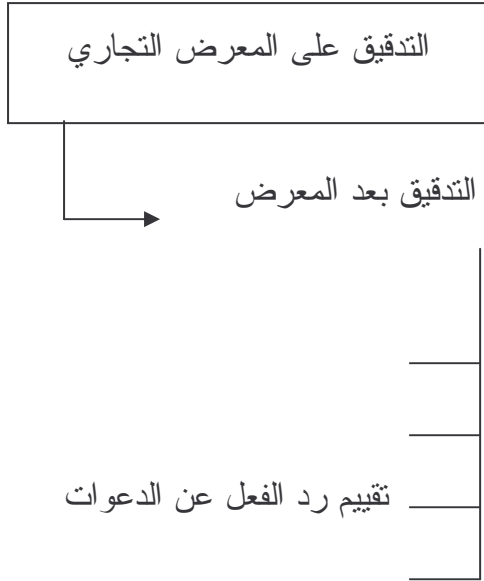 التدقيق على المعرض التجاري
التدقيق بعد المعرض
تقييم رد الفعل عن الدعوات